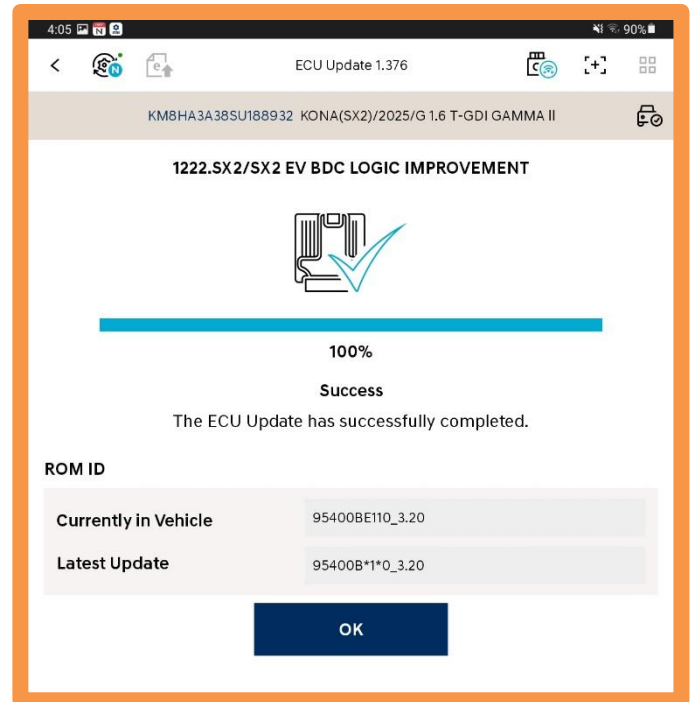 4:05 90%
ECU Update 1.376
KM8HA3A38SU188932 KONA(SX2)/2025/G 1.6 T-GDI GAMMA II
1222.SX2/SX2 EV BDC LOGIC IMPROVEMENT
100%
Success
The ECU Update has successfully completed.
ROM ID
Currently in Vehicle 95400BE110_3.20
Latest Update 95400B*1*0_3.20
OK